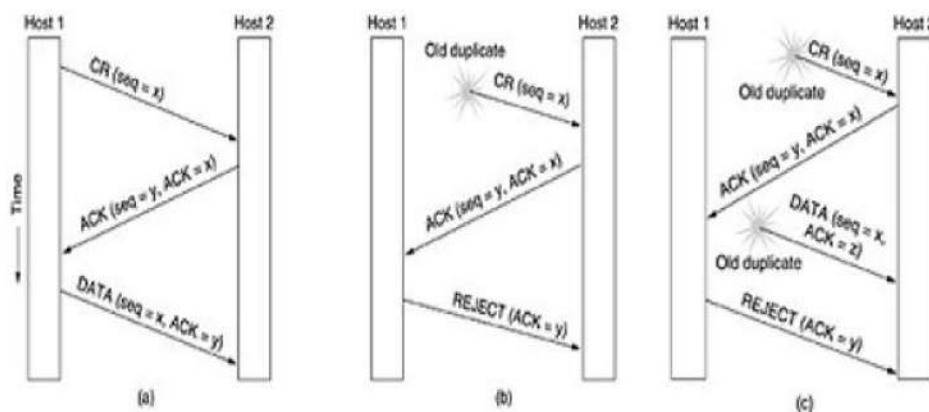 Host 1
Host 2
CR (seq = x)
ACK (seq = y, ACK = x)
DATA (seq = x, ACK = y)
Time
(a)
Host 1
Host 2
Old duplicate
CR (seq = x)
ACK (seq = y, ACK = x)
REJECT (ACK = y)
(b)
Host 1
CR (seq = x)
Old duplicate
ACK (seq = y, ACK = x)
DATA (seq = x,
ACK = z)
Old duplicate
REJECT (ACK = y)
(c)